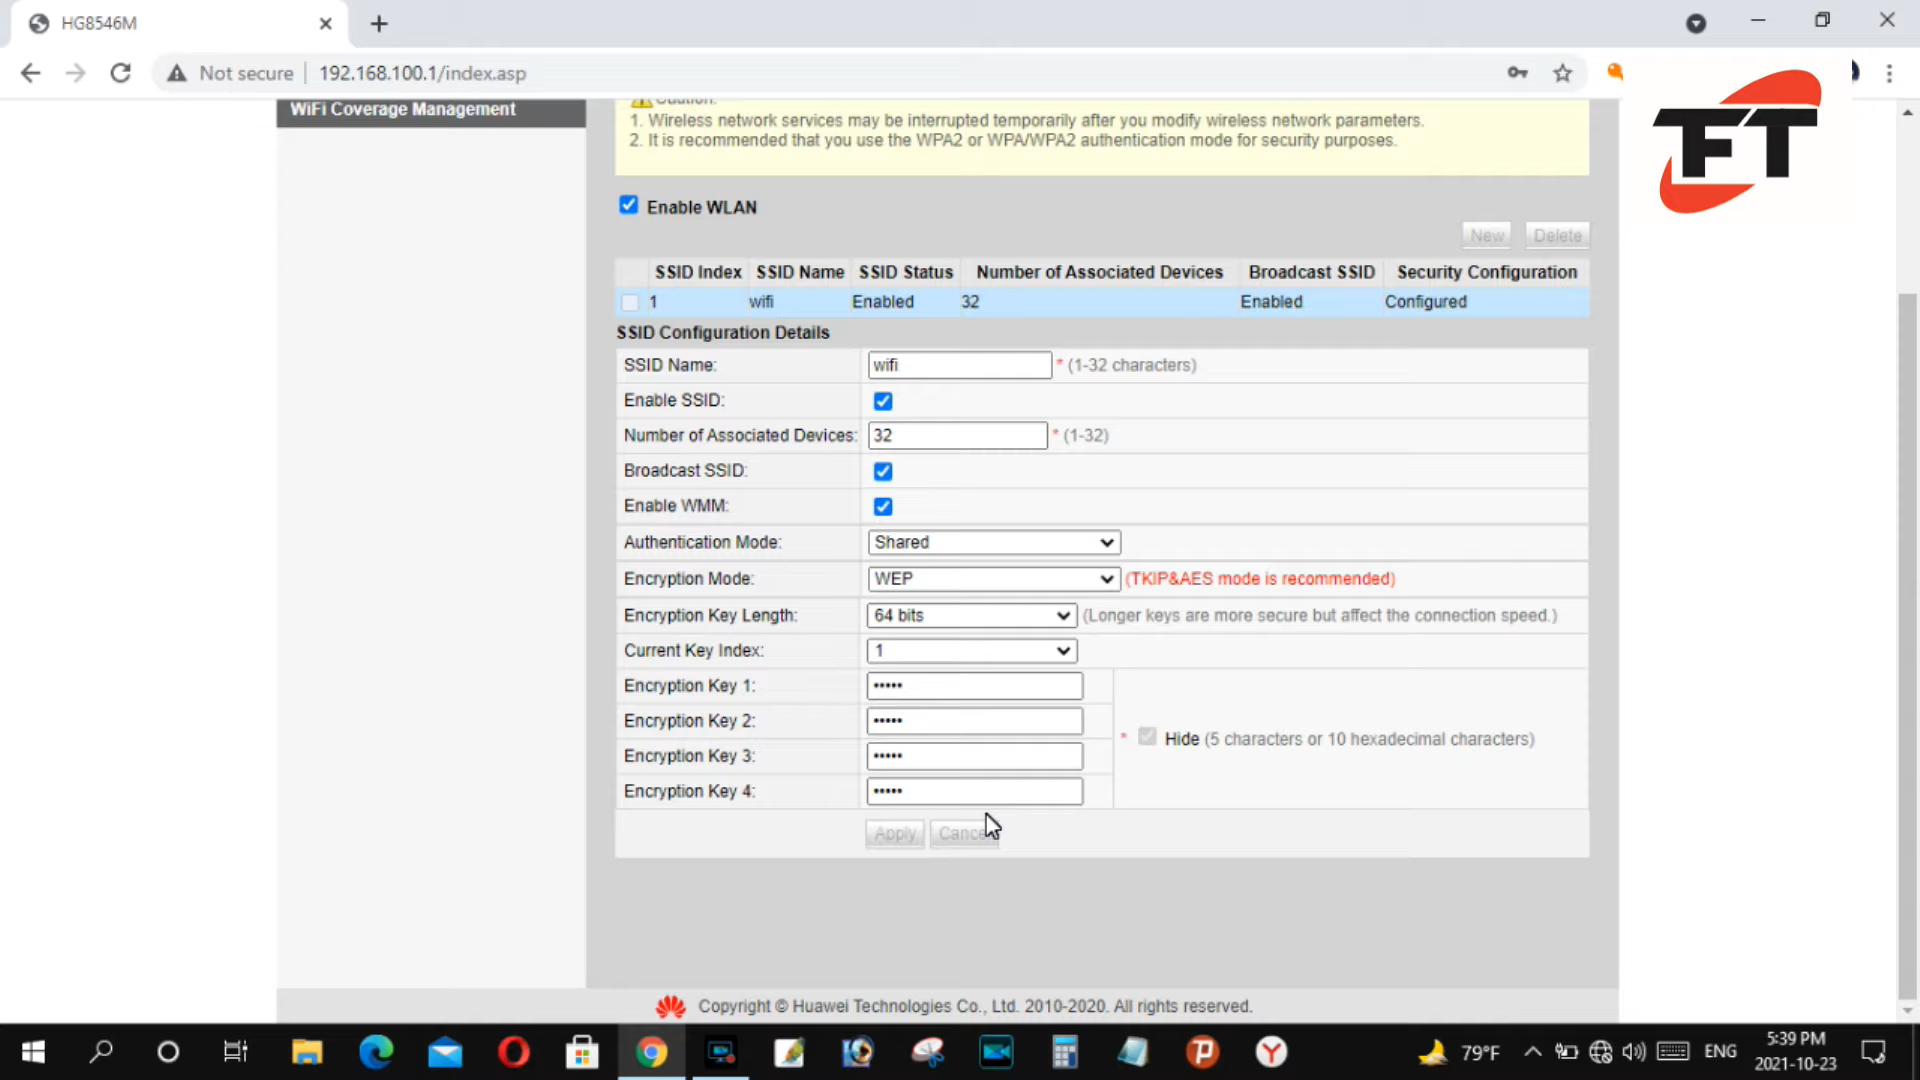 HG8546M
Not secure
192.168.100.1/index.asp
FT
WiFi Coverage Management
Caution:
1. Wireless network services may be interrupted temporarily after you modify wireless network parameters.
2. It is recommended that you use the WPA2 or WPA/WPA2 authentication mode for security purposes.
Enable WLAN
New Delete
SSID Index SSID Name SSID Status Number of Associated Devices Broadcast SSID Security Configuration
1 wifi Enabled 32 Enabled Configured
SSID Configuration Details
SSID Name: wifi * (1-32 characters)
Enable SSID:
Number of Associated Devices: 32 * (1-32)
Broadcast SSID:
Enable WMM:
Authentication Mode: Shared
Encryption Mode: WEP (TKIP&AES mode is recommended)
Encryption Key Length: 64 bits (Longer keys are more secure but affect the connection speed.)
Current Key Index: 1
Encryption Key 1: •••••
Encryption Key 2: •••••
Encryption Key 3: •••••
Encryption Key 4: •••••
* Hide (5 characters or 10 hexadecimal characters)
Apply Cancel
Copyright © Huawei Technologies Co., Ltd. 2010-2020. All rights reserved.
79°F
ENG
5:39 PM
2021-10-23